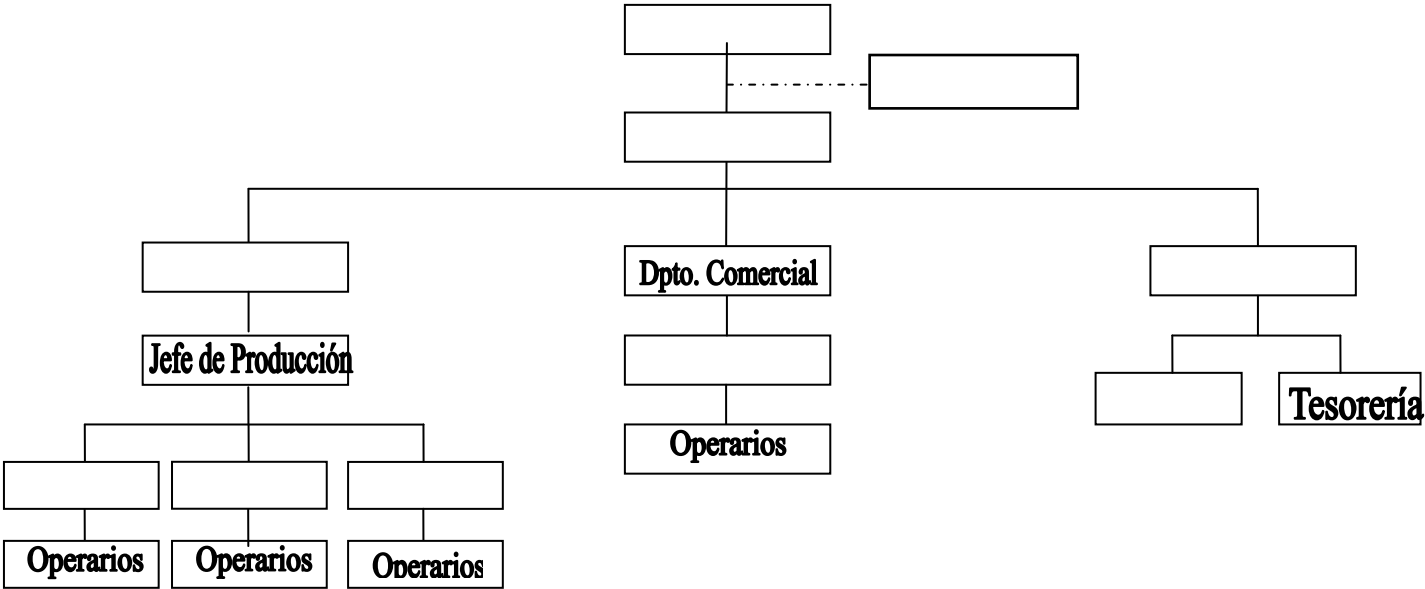 Dpto. Comercial
Jefe de Producción
Tesorería
Operarios
Operarios
Operarios
Operarios